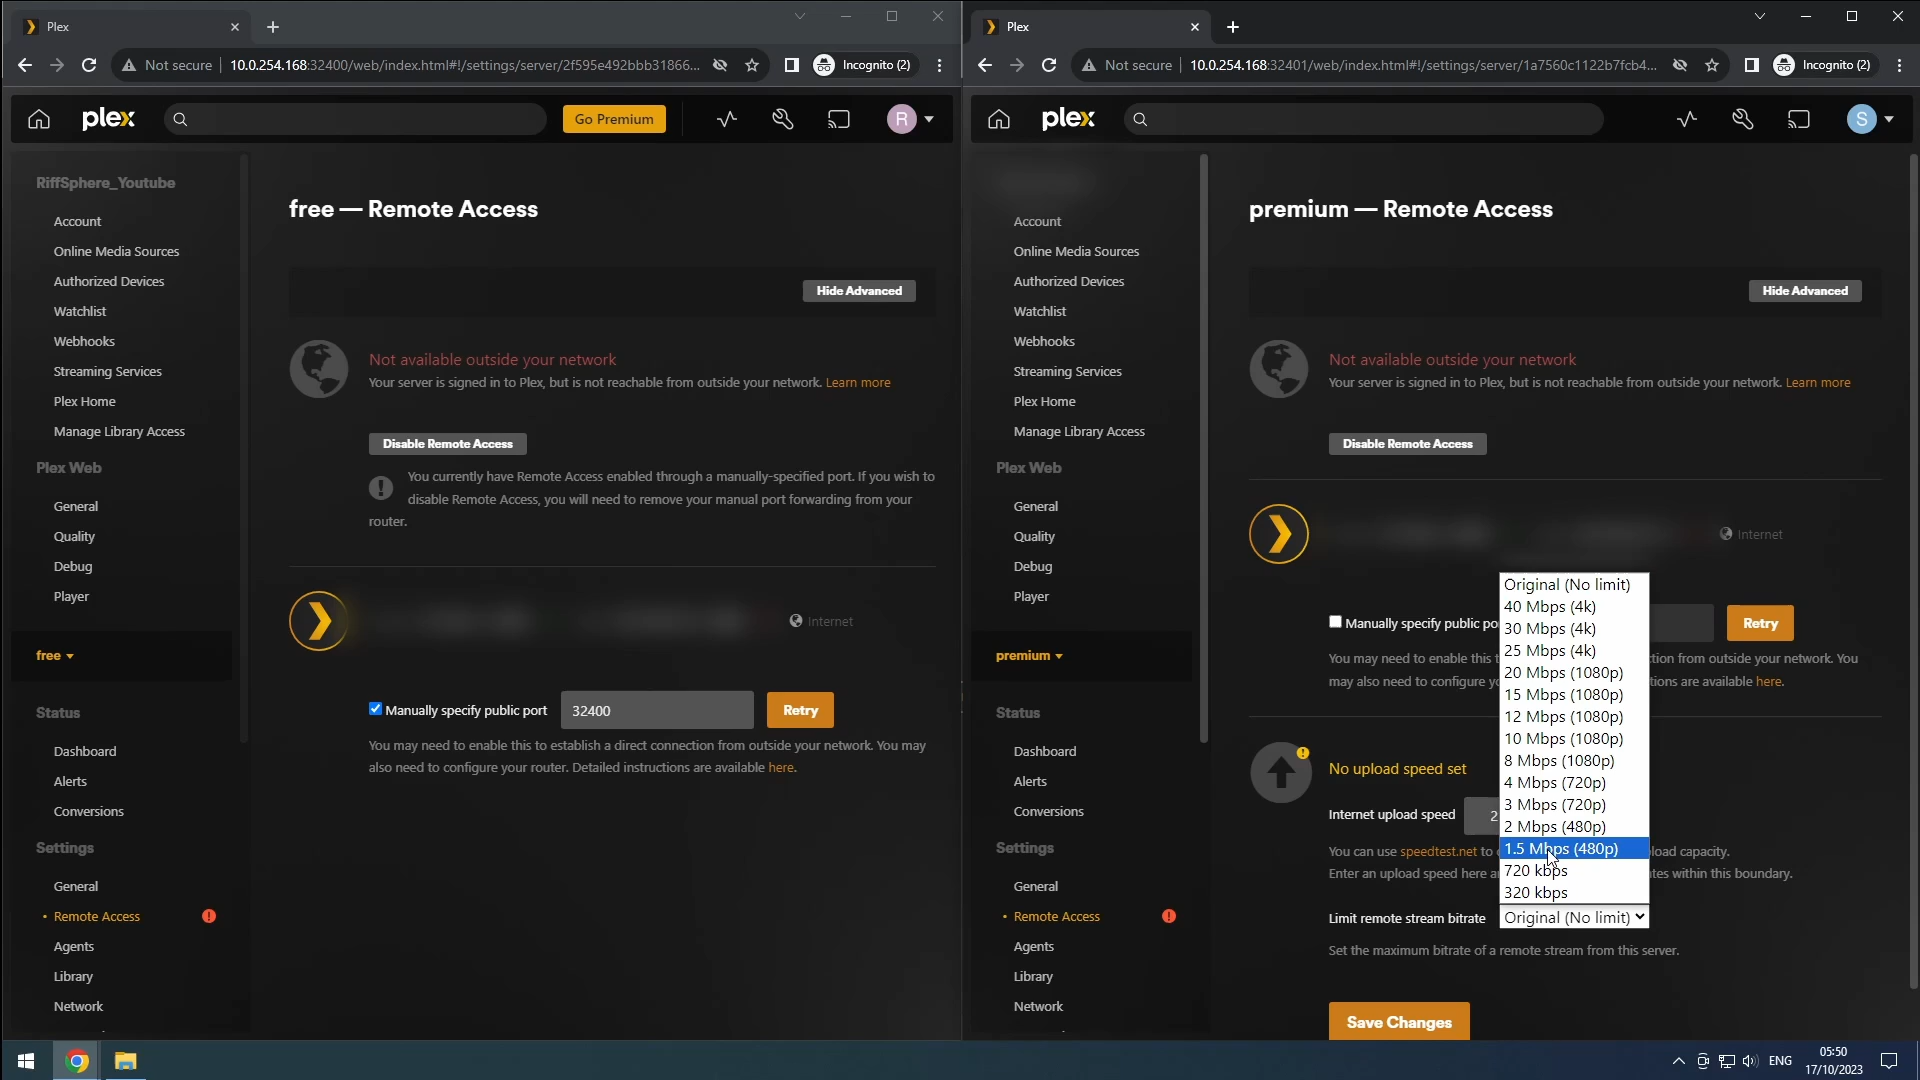 Plex
Not secure
10.0.254.168:32400/web/index.html#!/settings/server/2f595e492bbb31866...
Incognito (2)
plex
Go Premium
R
RiffSphere_Youtube
Account
Online Media Sources
Authorized Devices
Watchlist
Webhooks
Streaming Services
Plex Home
Manage Library Access
Plex Web
General
Quality
Debug
Player
free
Status
Dashboard
Alerts
Conversions
Settings
General
Remote Access
Agents
Library
Network
free — Remote Access
Hide Advanced
Not available outside your network
Your server is signed in to Plex, but is not reachable from outside your network. Learn more
Disable Remote Access
You currently have Remote Access enabled through a manually-specified port. If you wish to
disable Remote Access, you will need to remove your manual port forwarding from your
router.
Internet
Manually specify public port
32400
Retry
You may need to enable this to establish a direct connection from outside your network. You may
also need to configure your router. Detailed instructions are available here.
Plex
Not secure
10.0.254.168:32401/web/index.html#!/settings/server/1a7560c1122b7fcb4...
Incognito (2)
plex
S
Account
Online Media Sources
Authorized Devices
Watchlist
Webhooks
Streaming Services
Plex Home
Manage Library Access
Plex Web
General
Quality
Debug
Player
premium
Status
Dashboard
Alerts
Conversions
Settings
General
Remote Access
Agents
Library
Network
premium — Remote Access
Hide Advanced
Not available outside your network
Your server is signed in to Plex, but is not reachable from outside your network. Learn more
Disable Remote Access
Internet
Manually specify public po
Retry
You may need to enable this t
tion from outside your network. You
may also need to configure yo
tions are available here.
No upload speed set
Internet upload speed
2
You can use speedtest.net to
load capacity.
Enter an upload speed here a
tes within this boundary.
Original (No limit)
40 Mbps (4k)
30 Mbps (4k)
25 Mbps (4k)
20 Mbps (1080p)
15 Mbps (1080p)
12 Mbps (1080p)
10 Mbps (1080p)
8 Mbps (1080p)
4 Mbps (720p)
3 Mbps (720p)
2 Mbps (480p)
1.5 Mbps (480p)
720 kbps
320 kbps
Limit remote stream bitrate
Original (No limit)
Set the maximum bitrate of a remote stream from this server.
Save Changes
ENG
05:50
17/10/2023